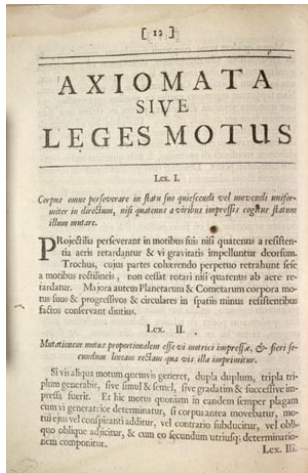 [ 12 ]
AXIOMATA
SIVE
LEGES MOTUS
Lex. I.
Corpus omne perseverare in statu suo quiescendi vel movendi unifor-
miter in directum, nisi quatenus a viribus impressis cogitur statum
illum mutare.
PRojectilia perseverant in motibus suis nisi quatenus a resisten-
tia aeris retardantur & vi gravitatis impelluntur deorsum.
Trochus, cujus partes cohærendo perpetuo retrahunt sese
a motibus rectilineis, non cessat rotari nisi quatenus ab aere re-
tardatur. Majora autem Planetarum & Cometarum corpora mo-
tus suos & progressivos & circulares in spatiis minus resistentibus
factos conservant diutius.
Lex. II.
Mutationem motus proportionalem esse vi motrici impressæ, & fieri se-
cundum lineam rectam qua vis illa imprimitur.
Si vis aliqua motum quemvis generet, dupla duplum, tripla tri-
plum generabit, sive simul & semel, sive gradatim & successive im-
pressa fuerit. Et hic motus quoniam in eandem semper plagam
cum vi generatrice determinatur, si corpus antea movebatur, mo-
tui ejus vel conspiranti additur, vel contrario subducitur, vel obli-
quo oblique adjicitur, & cum eo secundum utriusq; determinatio-
nem componitur.
Lex. III.